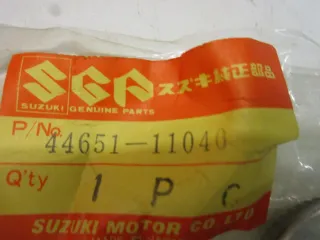 SGP スズキ純正部品
SUZUKI GENUINE PARTS
P/No. 44651-11040
Q'ty 1 P C
SUZUKI MOTOR CO LTD